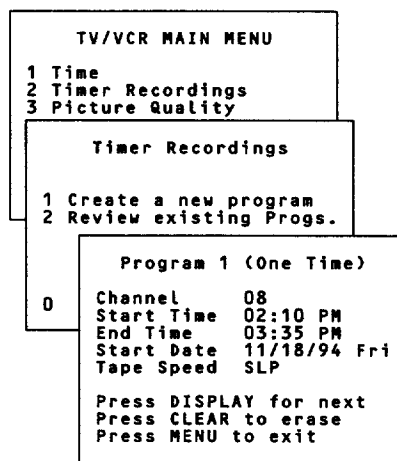 TV/VCR MAIN MENU
1 Time
2 Timer Recordings
3 Picture Quality
Timer Recordings
1 Create a new program
2 Review existing Progs.
0
Program 1 (One Time)
Channel 08
Start Time 02:10 PM
End Time 03:35 PM
Start Date 11/18/94 Fri
Tape Speed SLP
Press DISPLAY for next
Press CLEAR to erase
Press MENU to exit